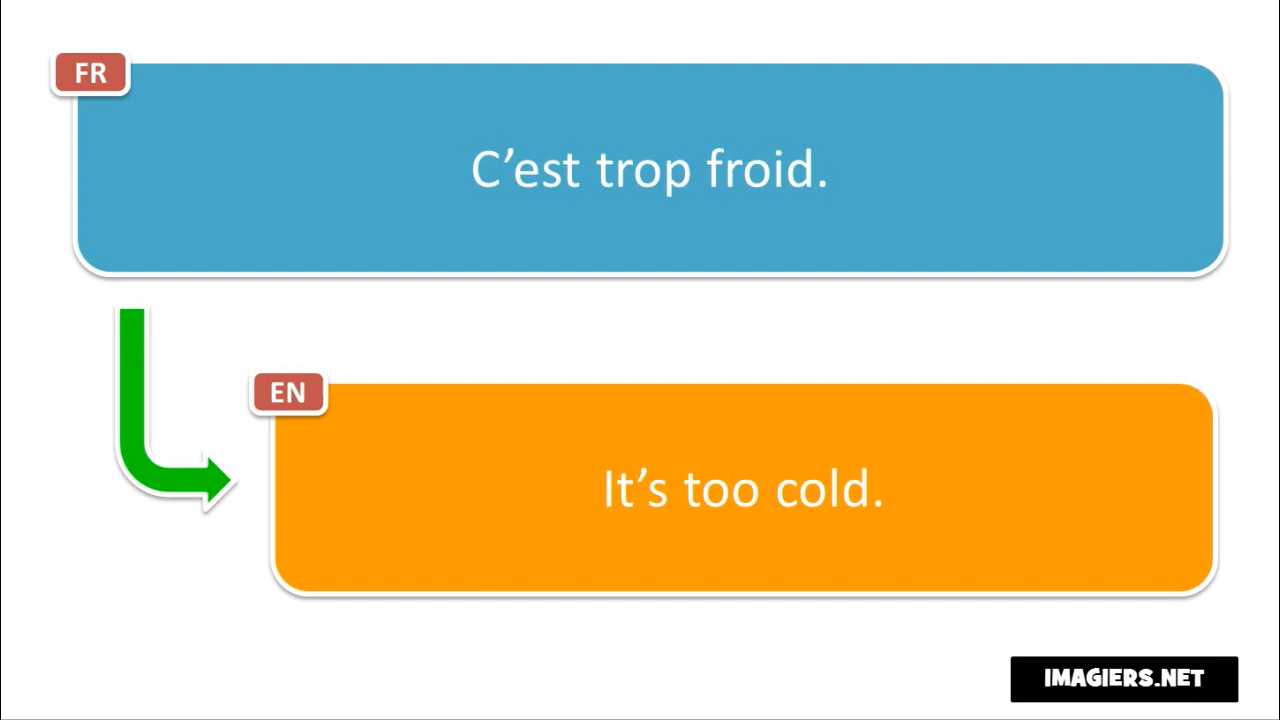 FR
C’est trop froid.
EN
It’s too cold.
IMAGIERS.NET